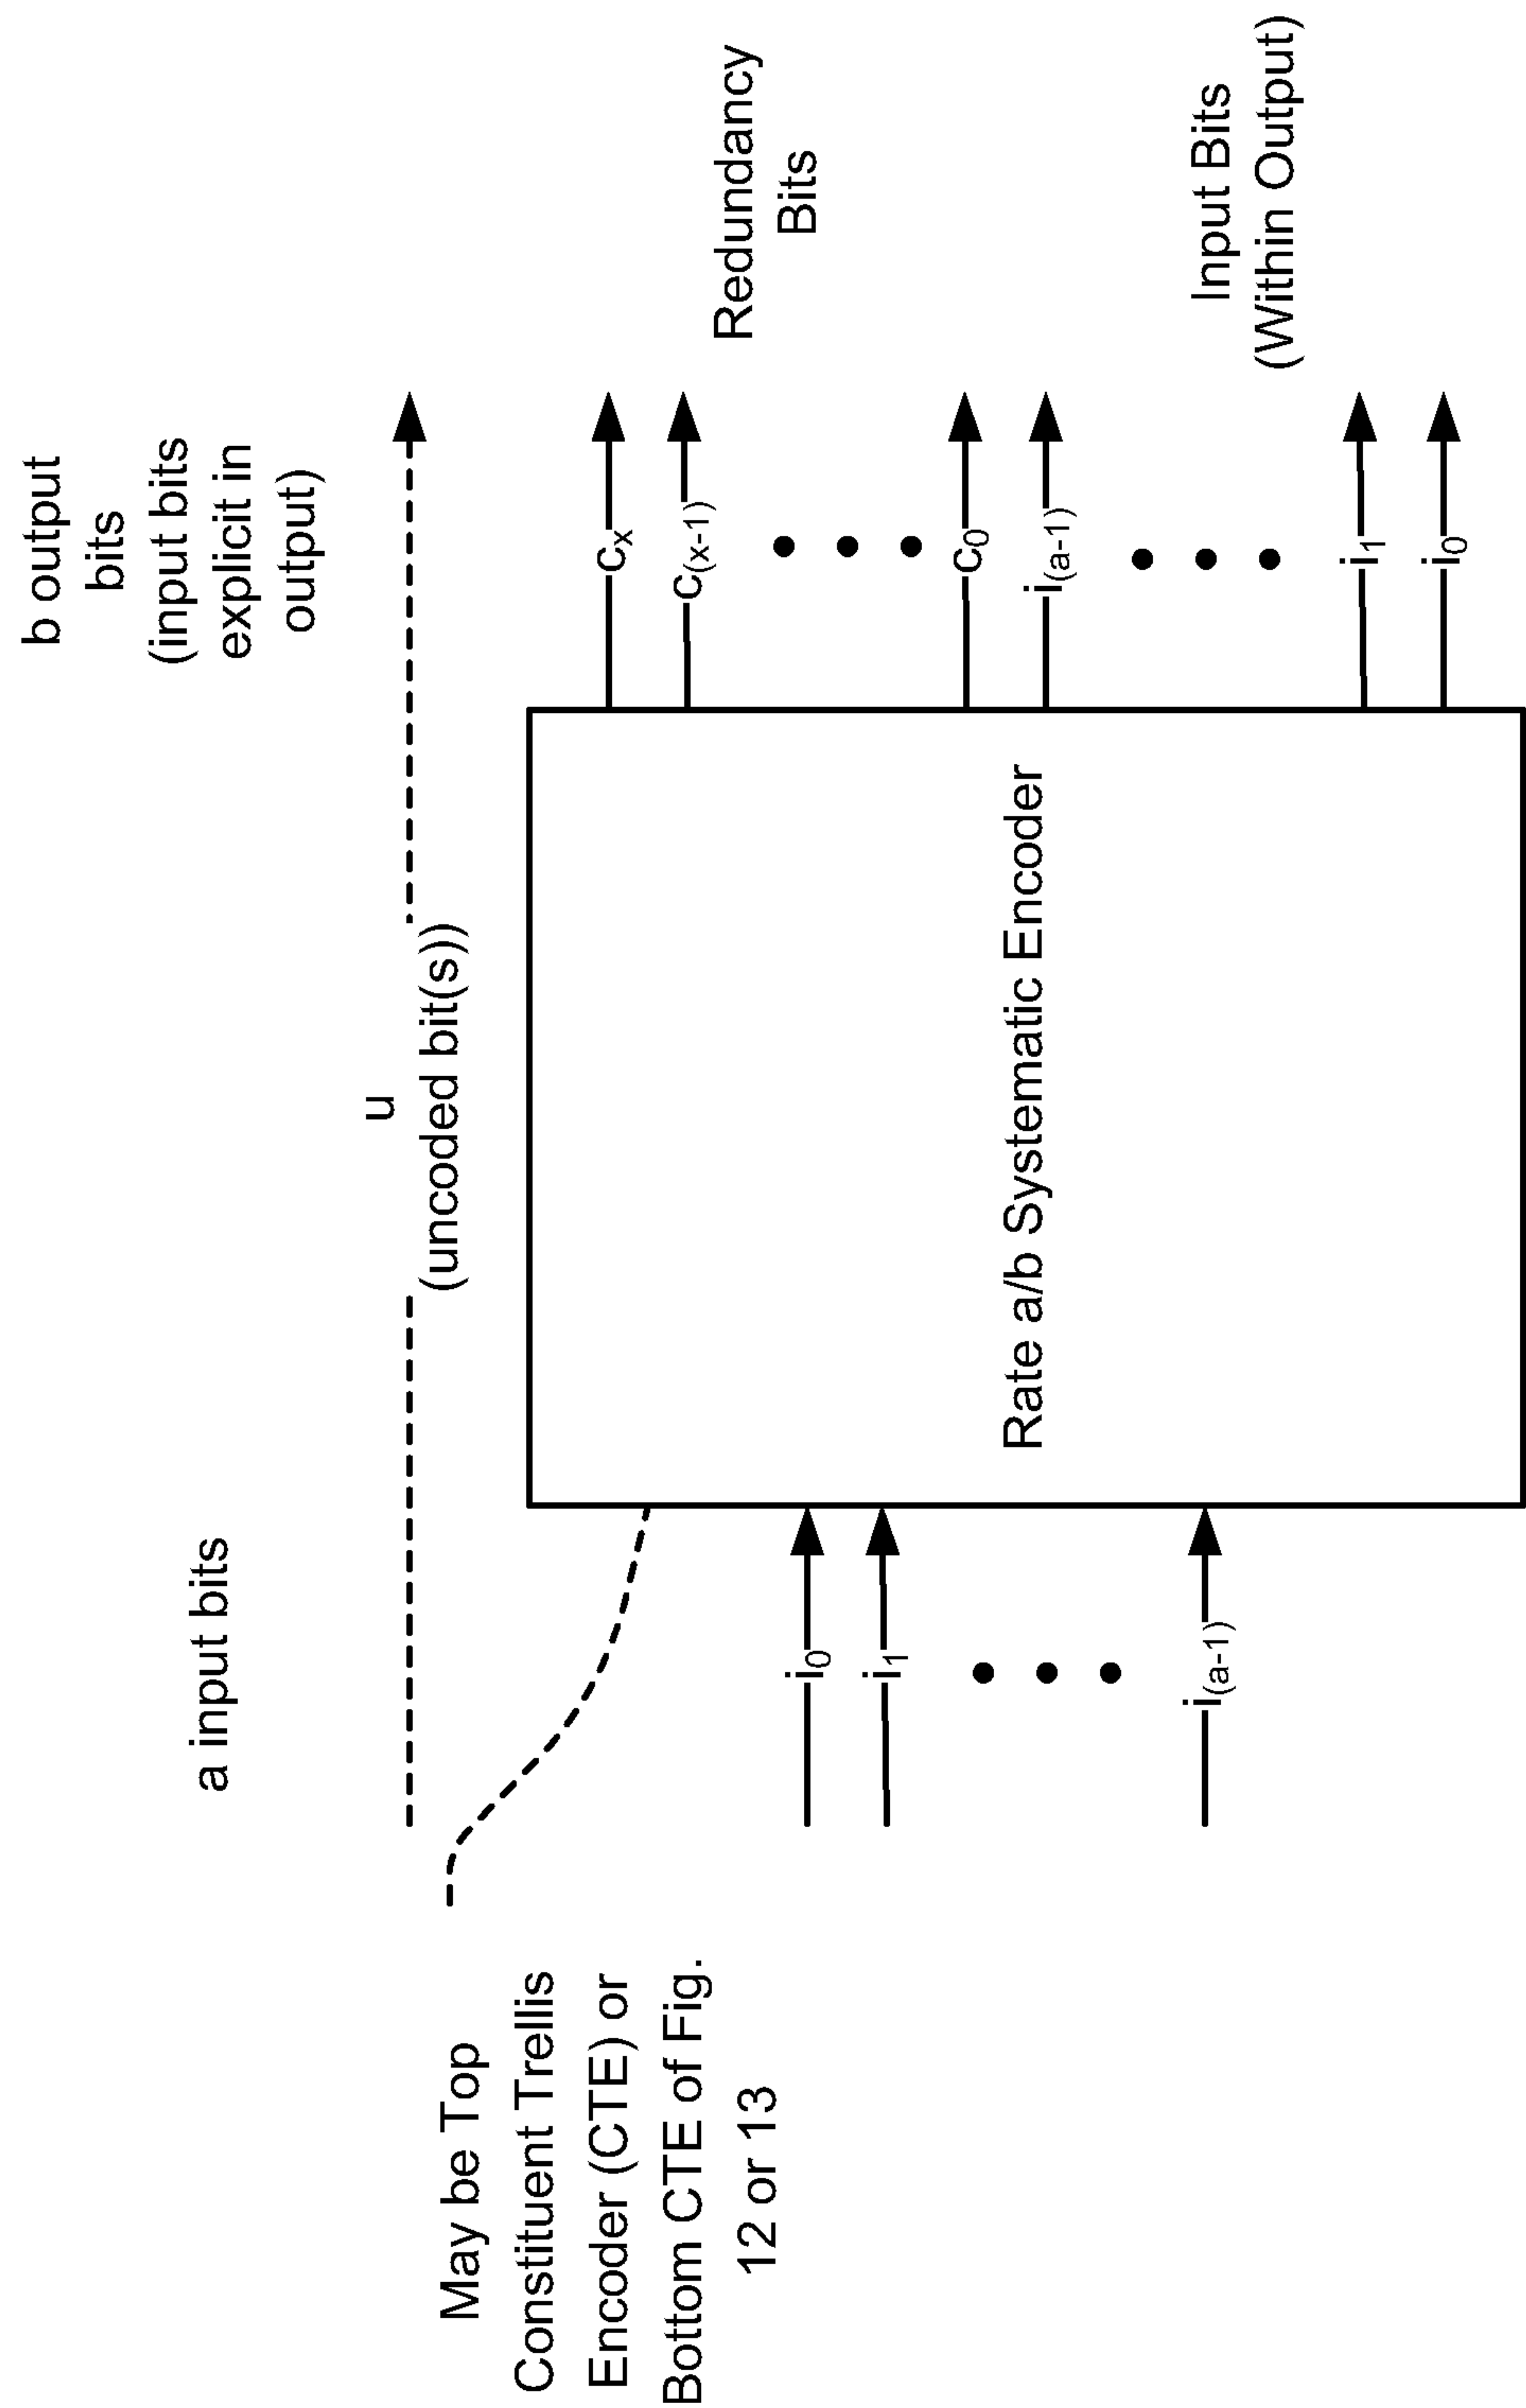 a input bits
b output
bits
(input bits
explicit in
output)
u
(uncoded bit(s))
May be Top
Constituent Trellis
Encoder (CTE) or
Bottom CTE of Fig.
12 or 13
i0
i1
i(a-1)
Rate a/b Systematic Encoder
cx
c(x-1)
c0
i(a-1)
i1
i0
Redundancy
Bits
Input Bits
(Within Output)